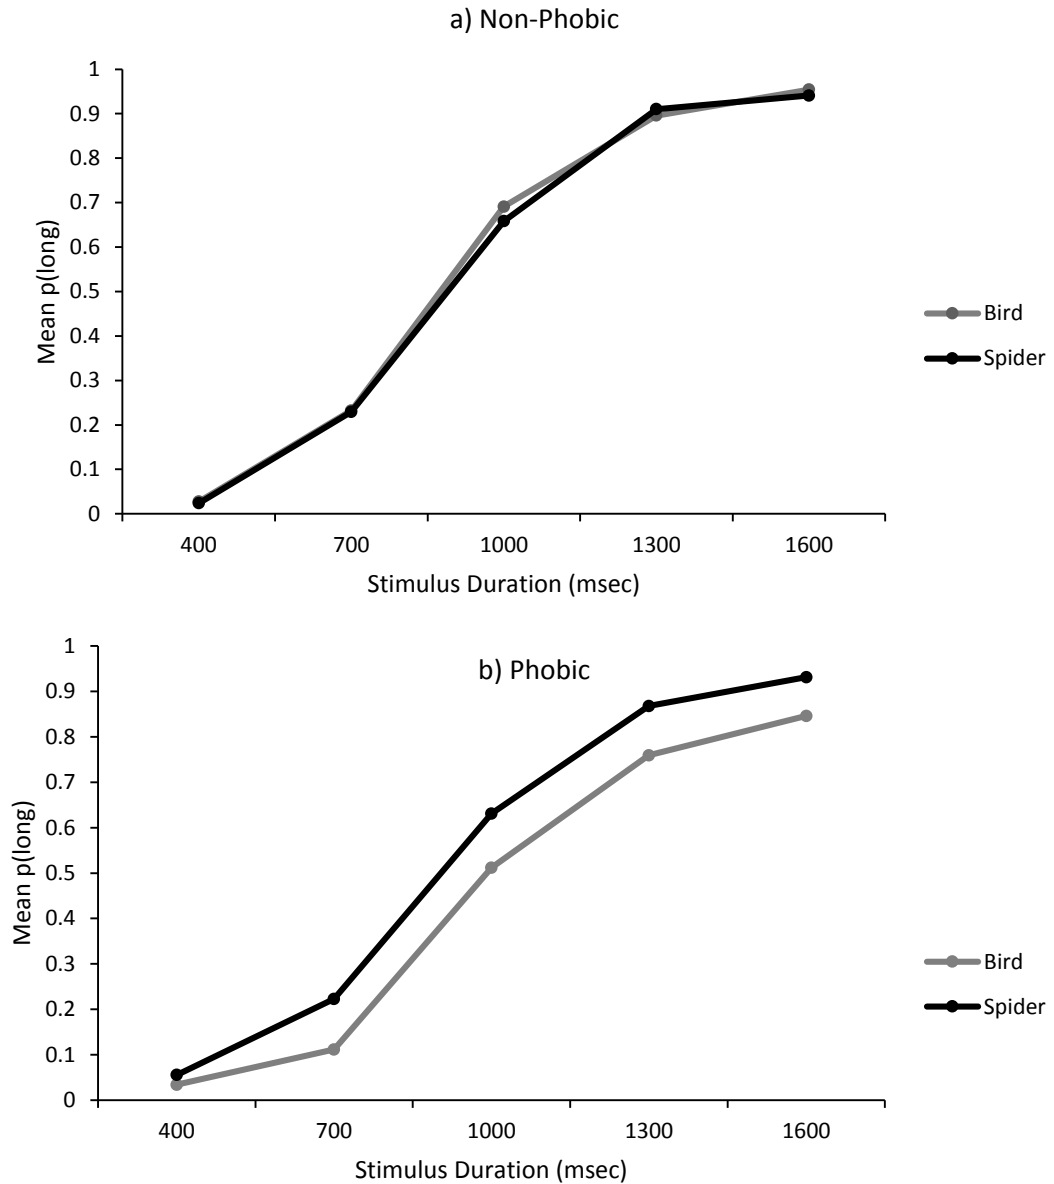 a) Non-Phobic
1
0.9
0.8
0.7
0.6
0.5
0.4
0.3
0.2
0.1
0
Mean p(long)
400 700 1000 1300 1600
Stimulus Duration (msec)
Bird
Spider
b) Phobic
1
0.9
0.8
0.7
0.6
0.5
0.4
0.3
0.2
0.1
0
Mean p(long)
400 700 1000 1300 1600
Stimulus Duration (msec)
Bird
Spider